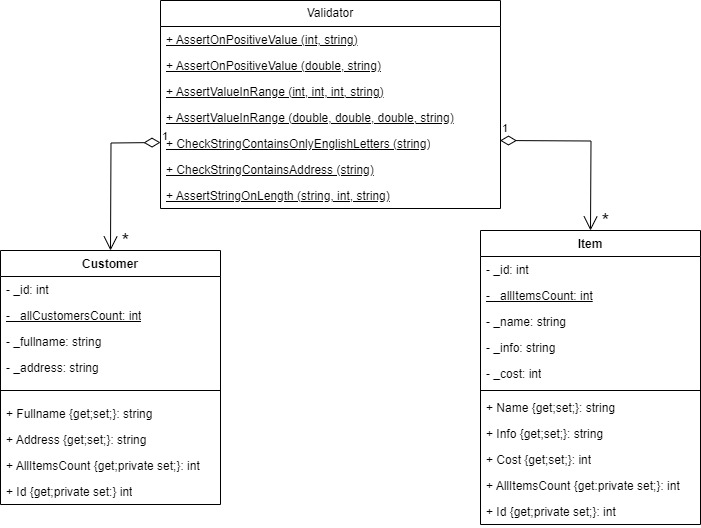 Validator
+ AssertOnPositiveValue (int, string)
+ AssertOnPositiveValue (double, string)
+ AssertValueInRange (int, int, int, string)
+ AssertValueInRange (double, double, double, string)
+ CheckStringContainsOnlyEnglishLetters (string)
+ CheckStringContainsAddress (string)
+ AssertStringOnLength (string, int, string)
1
*
1
*
Customer
- _id: int
- _allCustomersCount: int
- _fullname: string
- _address: string
+ Fullname {get;set;}: string
+ Address {get;set;}: string
+ AllItemsCount {get;private set;}: int
+ Id {get;private set:} int
Item
- _id: int
- _allItemsCount: int
- _name: string
- _info: string
- _cost: int
+ Name {get;set;}: string
+ Info {get;set;}: string
+ Cost {get;set;}: int
+ AllItemsCount {get:private set;}: int
+ Id {get;private set;}: int